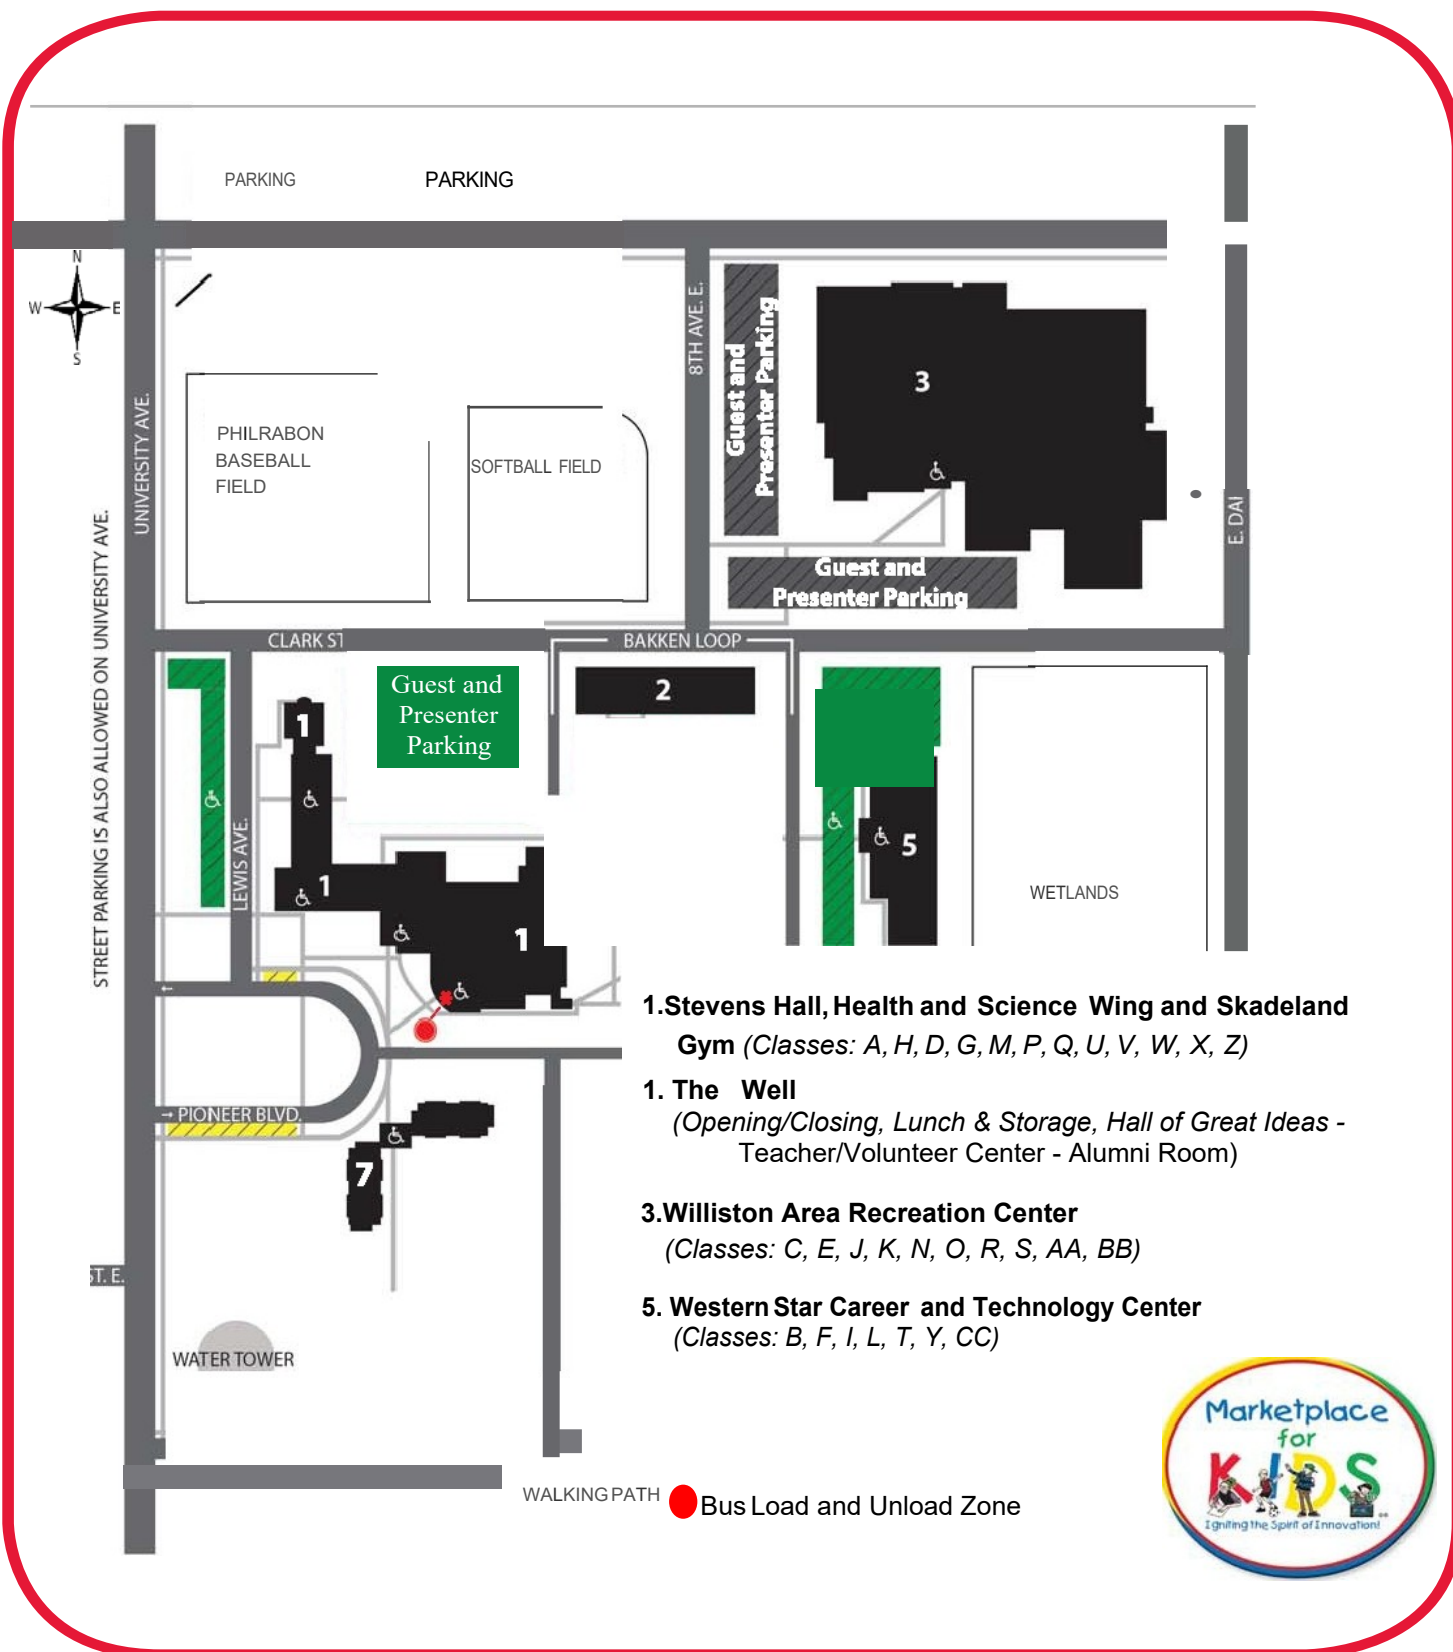 PARKING
PARKING
N
W
E
S
UNIVERSITY AVE.
8TH AVE. E.
Guest and
Presenter Parking
3
PHILRABON
BASEBALL
FIELD
SOFTBALL FIELD
E. DAI
STREET PARKING IS ALSO ALLOWED ON UNIVERSITY AVE.
Guest and
Presenter Parking
CLARK ST
BAKKEN LOOP
Guest and
Presenter
Parking
2
1
LEWIS AVE.
5
1
WETLANDS
1
←
1.Stevens Hall, Health and Science Wing and Skadeland
Gym (Classes: A, H, D, G, M, P, Q, U, V, W, X, Z)
1. The Well
(Opening/Closing, Lunch & Storage, Hall of Great Ideas -
Teacher/Volunteer Center - Alumni Room)
→ PIONEER BLVD.
7
3.Williston Area Recreation Center
(Classes: C, E, J, K, N, O, R, S, AA, BB)
ST. E.
5. Western Star Career and Technology Center
(Classes: B, F, I, L, T, Y, CC)
WATER TOWER
WALKING PATH
Bus Load and Unload Zone
Marketplace
for
KIDS
Igniting the Spirit of Innovation!